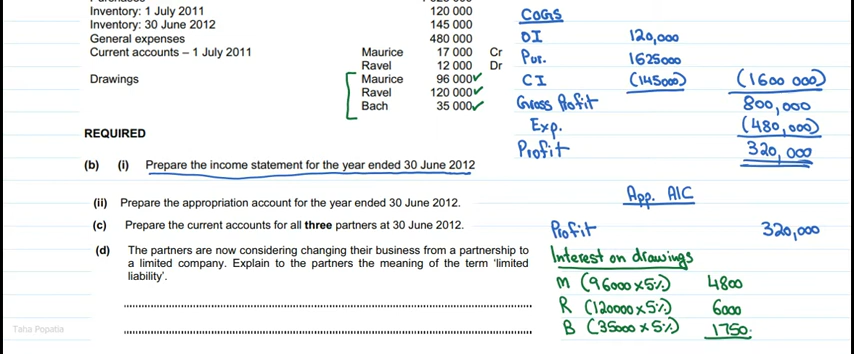 Inventory: 1 July 2011 120 000
Inventory: 30 June 2012 145 000
General expenses 480 000
Current accounts – 1 July 2011 Maurice 17 000 Cr
Ravel 12 000 Dr
Drawings Maurice 96 000
Ravel 120 000
Bach 35 000
REQUIRED
(b) (i) Prepare the income statement for the year ended 30 June 2012
(ii) Prepare the appropriation account for the year ended 30 June 2012.
(c) Prepare the current accounts for all three partners at 30 June 2012.
(d) The partners are now considering changing their business from a partnership to
a limited company. Explain to the partners the meaning of the term 'limited
liability'.
Taha Popatia
COGS
OI 120,000
Pur. 1625000
CI (145000) (1600 000)
Gross Profit 800,000
Exp. (480,000)
Profit 320,000
App. A/C
Profit 320,000
Interest on drawings
M (96000 x 5%) 4800
R (120000 x 5%) 6000
B (35000 x 5%) 1750